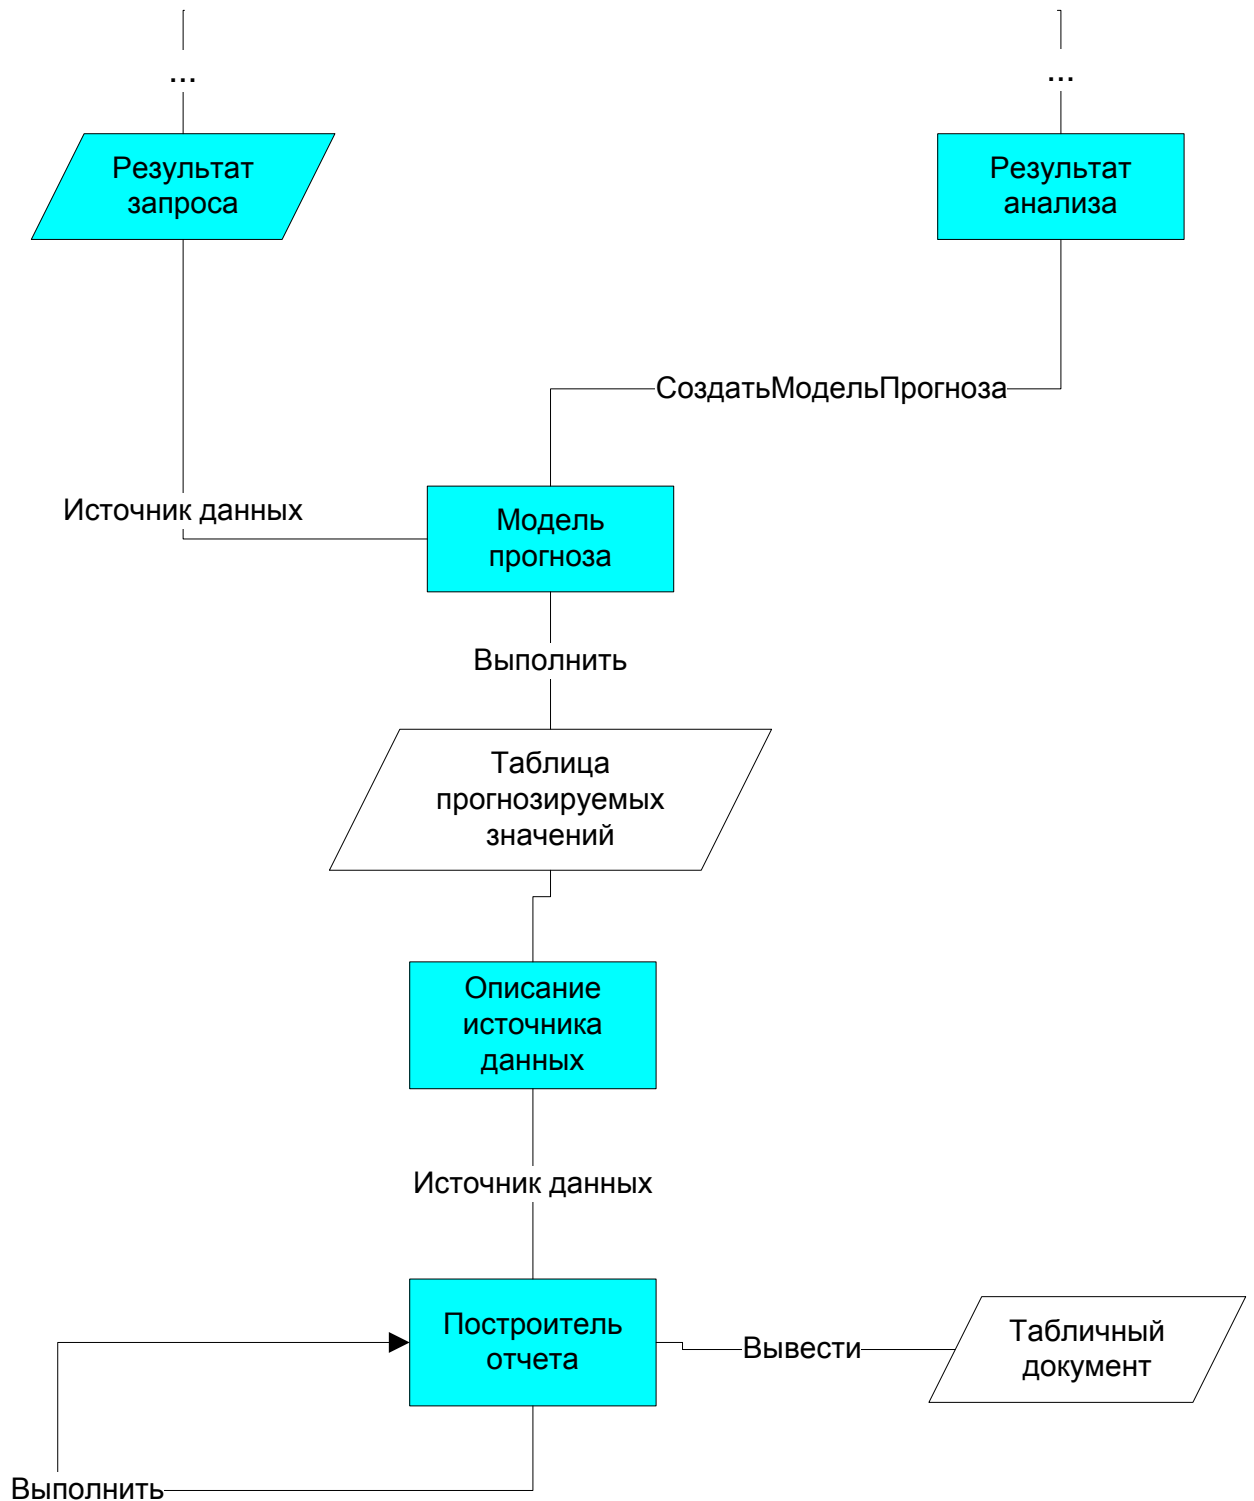 ...
...
Результат
запроса
Результат
анализа
СоздатьМодельПрогноза
Источник данных
Модель
прогноза
Выполнить
Таблица
прогнозируемых
значений
Описание
источника
данных
Источник данных
Построитель
отчета
Вывести
Табличный
документ
Выполнить